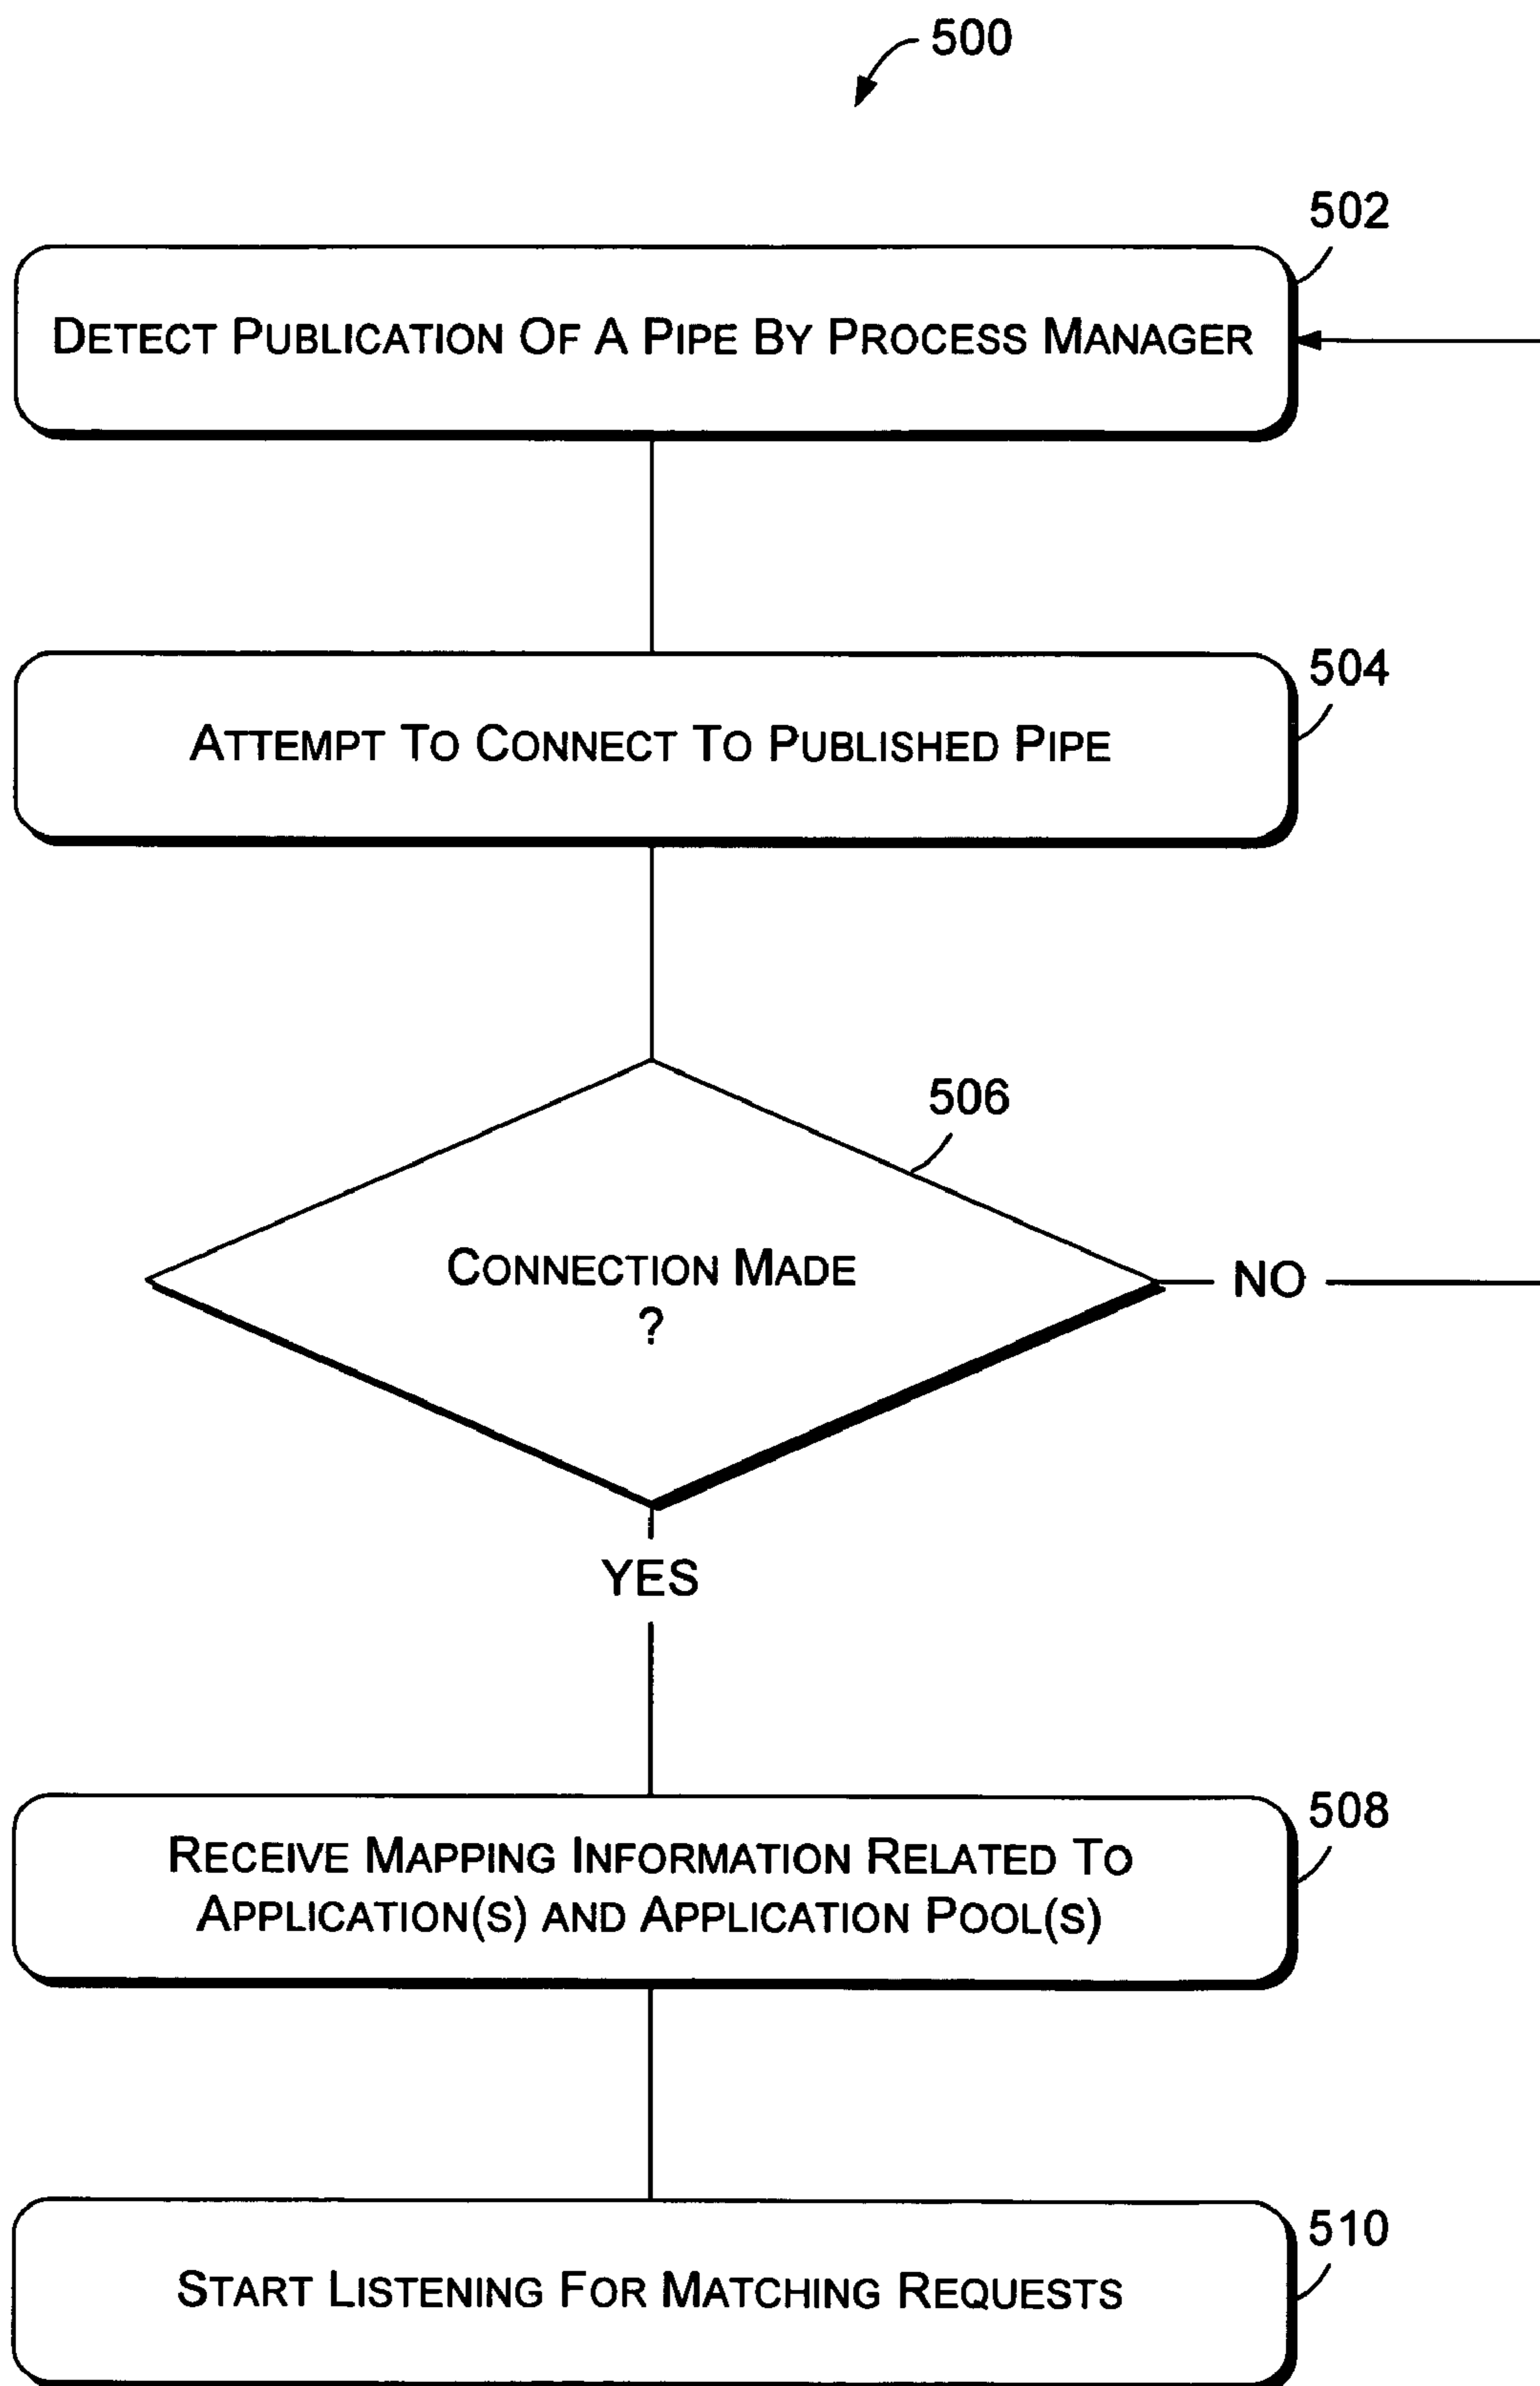 500
502
DETECT PUBLICATION OF A PIPE BY PROCESS MANAGER
504
ATTEMPT TO CONNECT TO PUBLISHED PIPE
506
CONNECTION MADE
?
NO
YES
508
RECEIVE MAPPING INFORMATION RELATED TO
APPLICATION(S) AND APPLICATION POOL(S)
510
START LISTENING FOR MATCHING REQUESTS